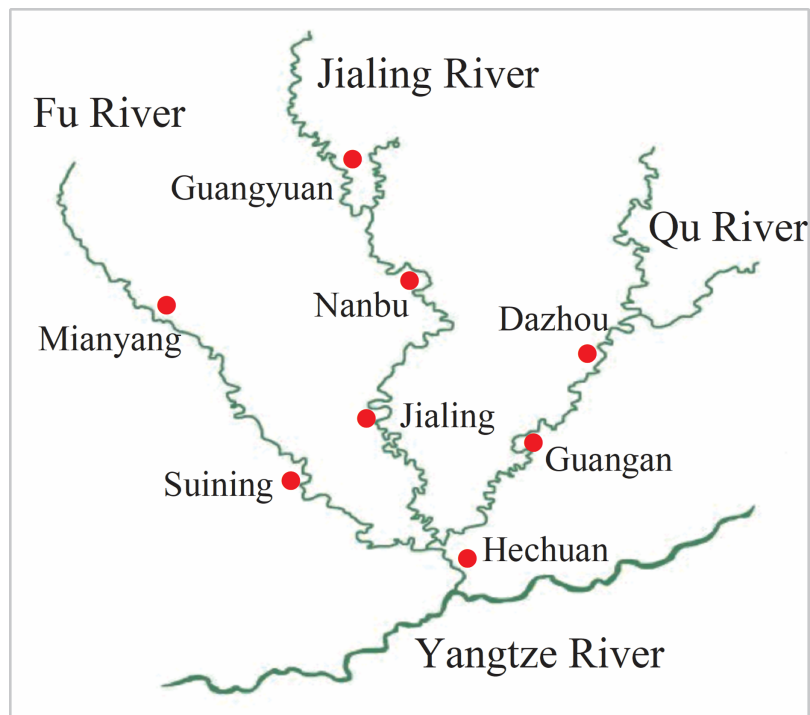 Jialing River
Fu River
Guangyuan
Qu River
Nanbu
Dazhou
Mianyang
Jialing
Guangan
Suining
Hechuan
Yangtze River